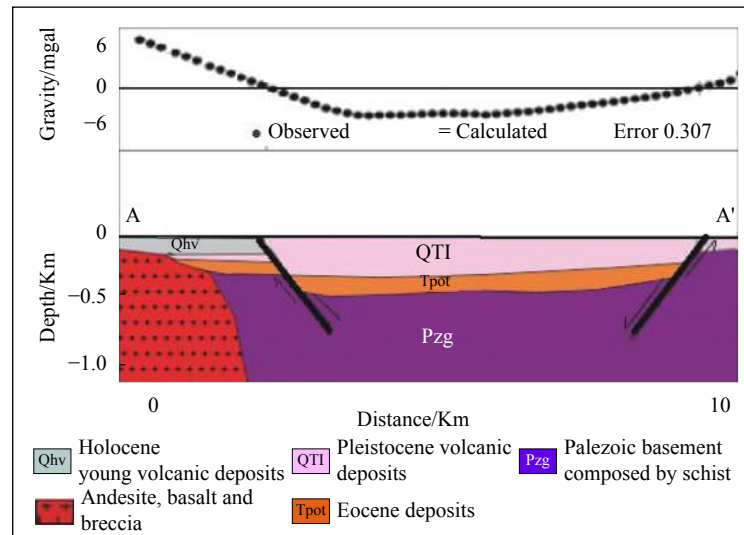 Gravity/mgal
6
0
−6
Observed = Calculated Error 0.307
A A'
Depth/Km
0
−0.5
−1.0
Qhv
QTI
Tpot
Pzg
0 10
Distance/Km
Qhv Holocene
young volcanic deposits
QTI Pleistocene volcanic
deposits
Pzg Palezoic basement
composed by schist
Andesite, basalt and
breccia
Tpot Eocene deposits